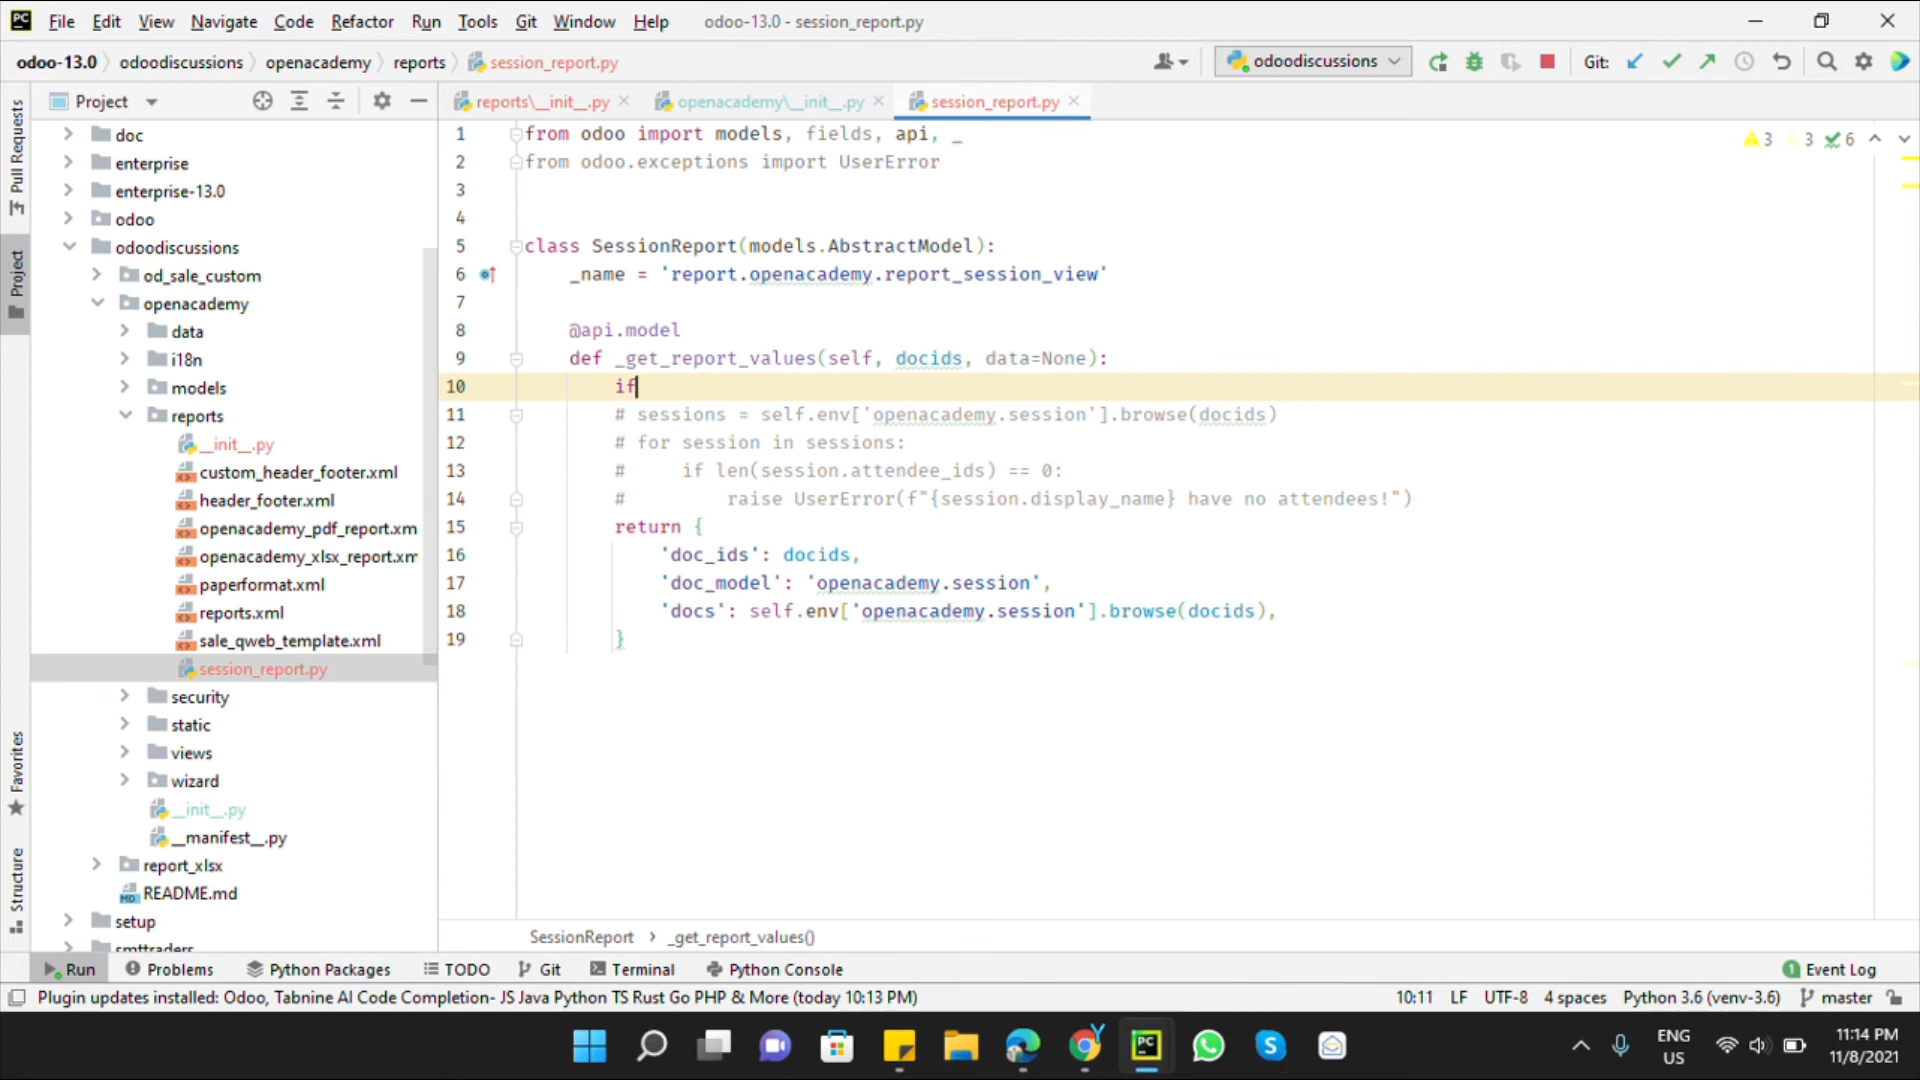 PC File Edit View Navigate Code Refactor Run Tools Git Window Help odoo-13.0 - session_report.py
odoo-13.0 odoodiscussions openacademy reports session_report.py odoodiscussions Git:
Project reports\__init__.py openacademy\__init__.py session_report.py
Pull Requests
Project
Favorites
Structure
doc
enterprise
enterprise-13.0
odoo
odoodiscussions
od_sale_custom
openacademy
data
i18n
models
reports
__init__.py
custom_header_footer.xml
header_footer.xml
openacademy_pdf_report.xm
openacademy_xlsx_report.xm
paperformat.xml
reports.xml
sale_qweb_template.xml
session_report.py
security
static
views
wizard
__init__.py
__manifest__.py
report_xlsx
MD README.md
setup
smttraders
3 3 6
1 from odoo import models, fields, api, _
2 from odoo.exceptions import UserError
3
4
5 class SessionReport(models.AbstractModel):
6 _name = 'report.openacademy.report_session_view'
7
8 @api.model
9 def _get_report_values(self, docids, data=None):
10 if
11 # sessions = self.env['openacademy.session'].browse(docids)
12 # for session in sessions:
13 # if len(session.attendee_ids) == 0:
14 # raise UserError(f"{session.display_name} have no attendees!")
15 return {
16 'doc_ids': docids,
17 'doc_model': 'openacademy.session',
18 'docs': self.env['openacademy.session'].browse(docids),
19 }
SessionReport _get_report_values()
Run Problems Python Packages TODO Git Terminal Python Console 1 Event Log
Plugin updates installed: Odoo, Tabnine AI Code Completion- JS Java Python TS Rust Go PHP & More (today 10:13 PM) 10:11 LF UTF-8 4 spaces Python 3.6 (venv-3.6) master
ENG
US
11:14 PM
11/8/2021